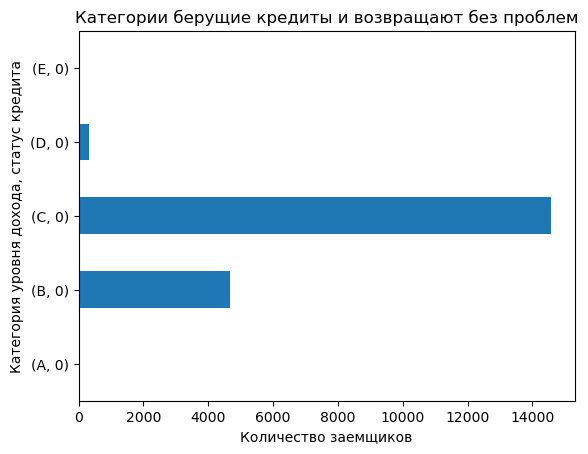 Категории берущие кредиты и возвращают без проблем
Категория уровня дохода, статус кредита
(E, 0)
(D, 0)
(C, 0)
(B, 0)
(A, 0)
0 2000 4000 6000 8000 10000 12000 14000
Количество заемщиков